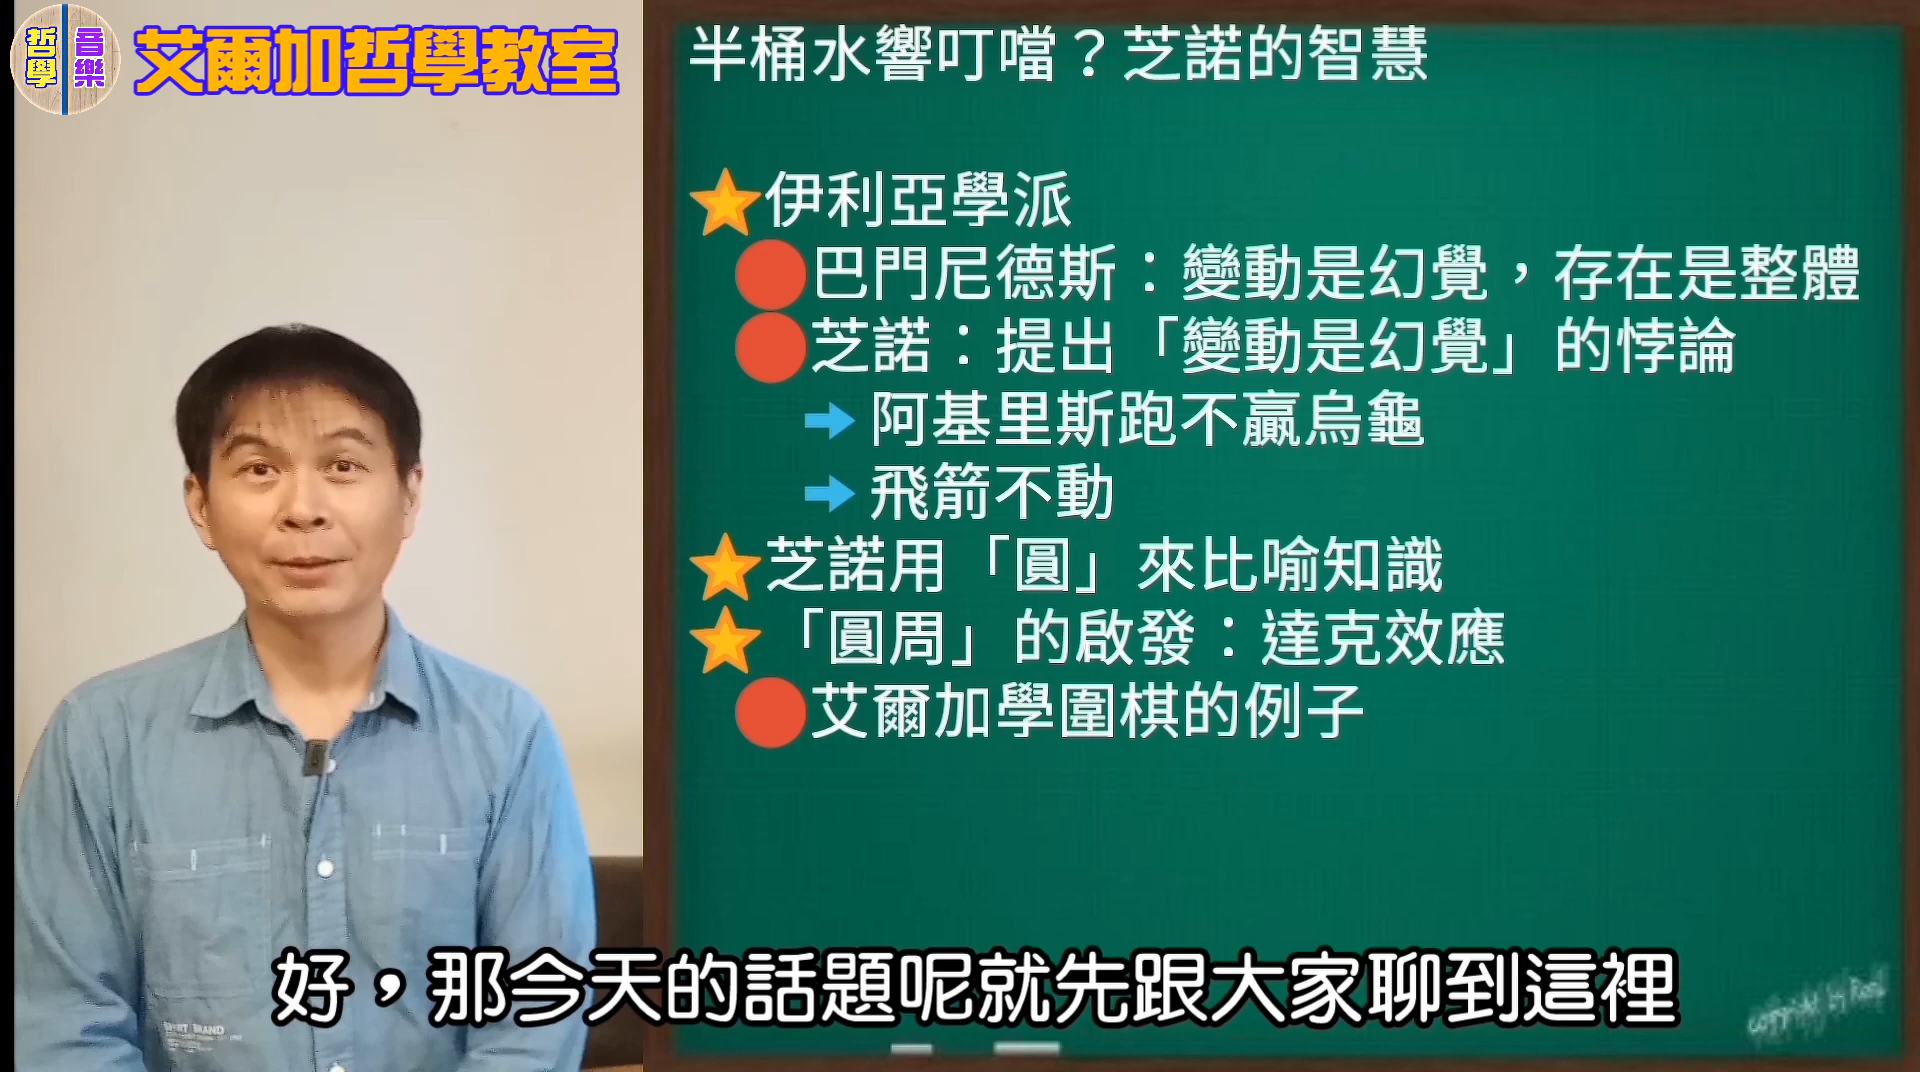 哲學
音樂
艾爾加哲學教室
半桶水響叮噹？芝諾的智慧
伊利亞學派
巴門尼德斯：變動是幻覺，存在是整體
芝諾：提出「變動是幻覺」的悖論
阿基里斯跑不贏烏龜
飛箭不動
芝諾用「圓」來比喻知識
「圓周」的啟發：達克效應
艾爾加學圍棋的例子
好，那今天的話題呢就先跟大家聊到這裡
copyright by